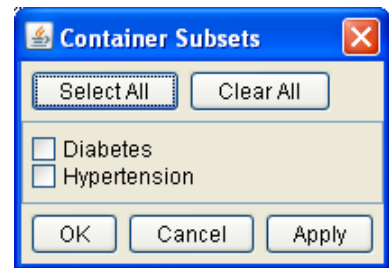 Container Subsets
Select All Clear All
Diabetes
Hypertension
OK Cancel Apply